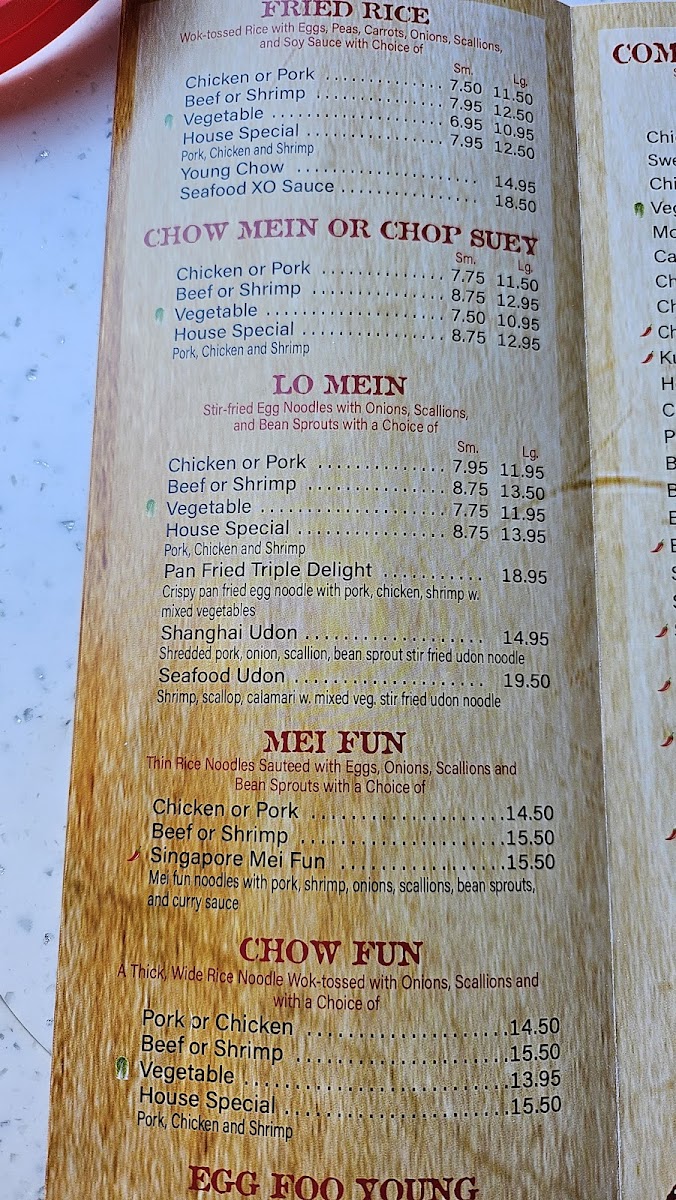 FRIED RICE
Wok-tossed Rice with Eggs, Peas, Carrots, Onions, Scallions,
and Soy Sauce with Choice of
Sm. Lg.
Chicken or Pork .................. 7.50 11.50
Beef or Shrimp .................. 7.95 12.50
Vegetable .................. 6.95 10.95
House Special .................. 7.95 12.50
Pork, Chicken and Shrimp
Young Chow .................. 14.95
Seafood XO Sauce .................. 18.50
CHOW MEIN OR CHOP SUEY
Sm. Lg.
Chicken or Pork .................. 7.75 11.50
Beef or Shrimp .................. 8.75 12.95
Vegetable .................. 7.50 10.95
House Special .................. 8.75 12.95
Pork, Chicken and Shrimp
LO MEIN
Stir-fried Egg Noodles with Onions, Scallions,
and Bean Sprouts with a Choice of
Sm. Lg.
Chicken or Pork .................. 7.95 11.95
Beef or Shrimp .................. 8.75 13.50
Vegetable .................. 7.75 11.95
House Special .................. 8.75 13.95
Pork, Chicken and Shrimp
Pan Fried Triple Delight .................. 18.95
Crispy pan fried egg noodle with pork, chicken, shrimp w.
mixed vegetables
Shanghai Udon .................. 14.95
Shredded pork, onion, scallion, bean sprout stir fried udon noodle
Seafood Udon .................. 19.50
Shrimp, scallop, calamari w. mixed veg. stir fried udon noodle
MEI FUN
Thin Rice Noodles Sauteed with Eggs, Onions, Scallions and
Bean Sprouts with a Choice of
Chicken or Pork .................. 14.50
Beef or Shrimp .................. 15.50
Singapore Mei Fun .................. 15.50
Mei fun noodles with pork, shrimp, onions, scallions, bean sprouts,
and curry sauce
CHOW FUN
A Thick, Wide Rice Noodle Wok-tossed with Onions, Scallions and
with a Choice of
Pork or Chicken .................. 14.50
Beef or Shrimp .................. 15.50
Vegetable .................. 13.95
House Special .................. 15.50
Pork, Chicken and Shrimp
EGG FOO YOUNG